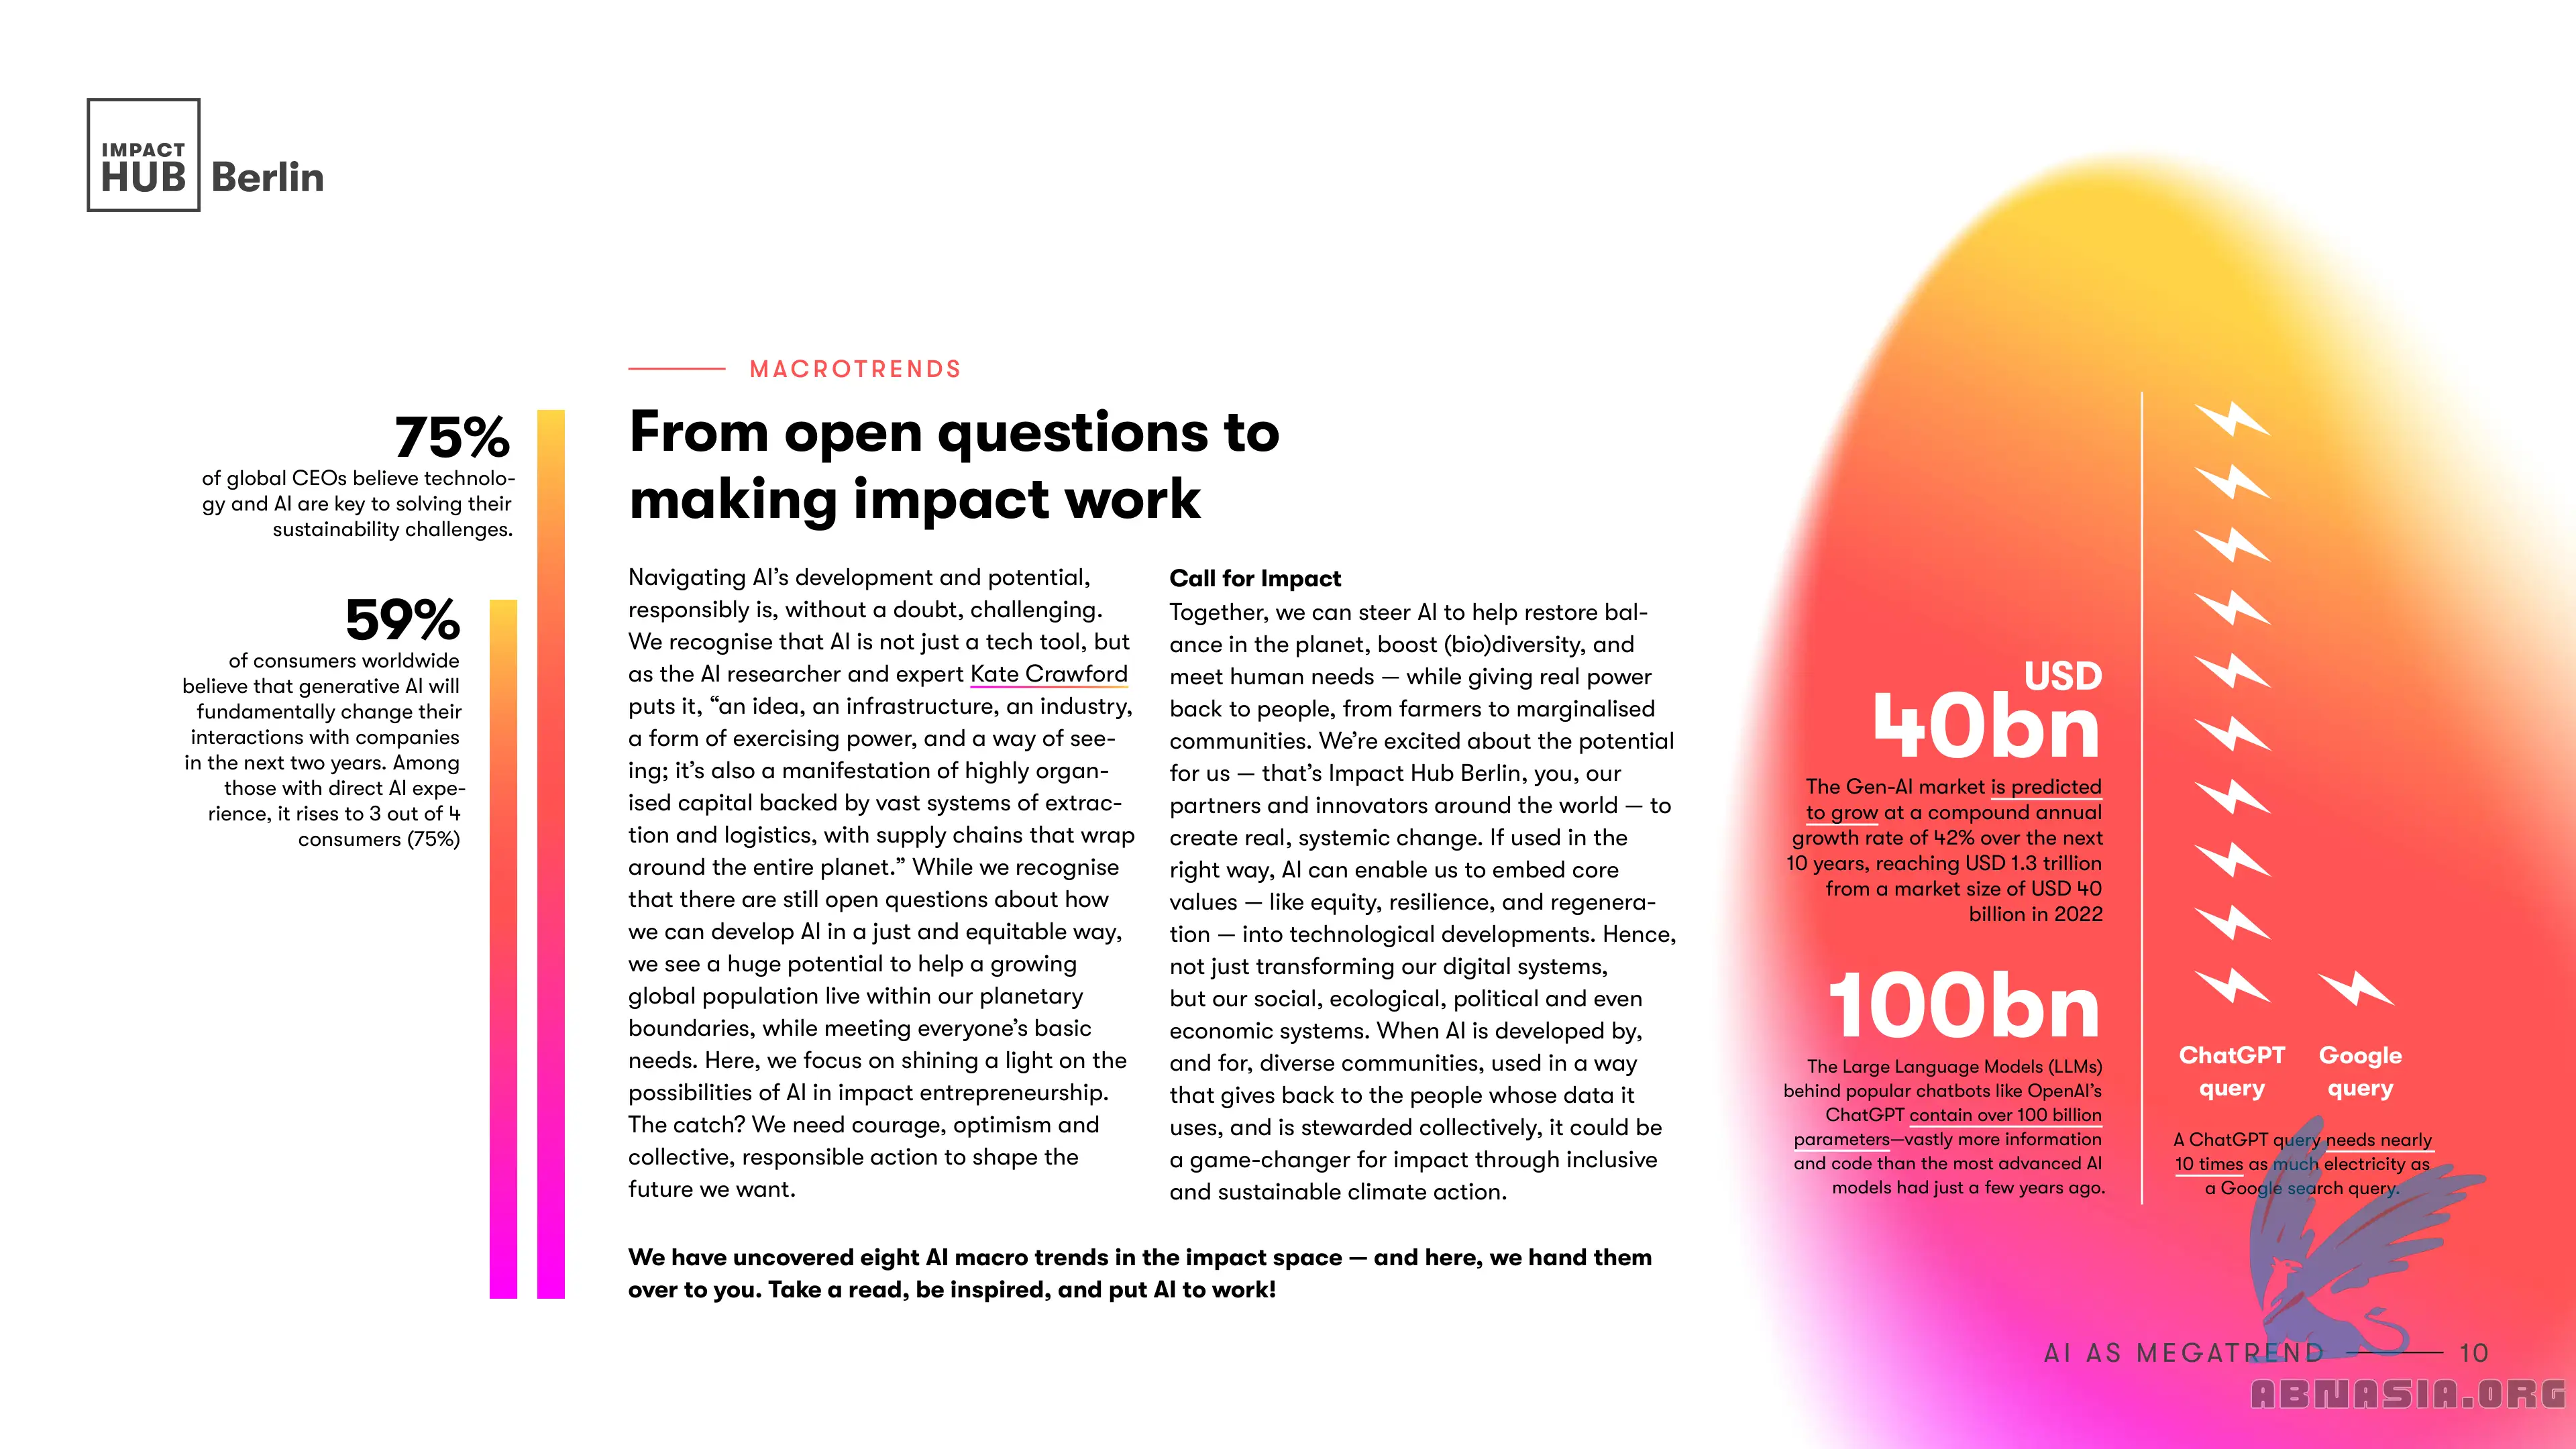 IMPACT
HUB Berlin
75%
of global CEOs believe technolo-
gy and AI are key to solving their
sustainability challenges.
59%
of consumers worldwide
believe that generative AI will
fundamentally change their
interactions with companies
in the next two years. Among
those with direct AI expe-
rience, it rises to 3 out of 4
consumers (75%)
MACROTRENDS
From open questions to
making impact work
Navigating AI’s development and potential,
responsibly is, without a doubt, challenging.
We recognise that AI is not just a tech tool, but
as the AI researcher and expert Kate Crawford
puts it, “an idea, an infrastructure, an industry,
a form of exercising power, and a way of see-
ing; it’s also a manifestation of highly organ-
ised capital backed by vast systems of extrac-
tion and logistics, with supply chains that wrap
around the entire planet.” While we recognise
that there are still open questions about how
we can develop AI in a just and equitable way,
we see a huge potential to help a growing
global population live within our planetary
boundaries, while meeting everyone’s basic
needs. Here, we focus on shining a light on the
possibilities of AI in impact entrepreneurship.
The catch? We need courage, optimism and
collective, responsible action to shape the
future we want.
Call for Impact
Together, we can steer AI to help restore bal-
ance in the planet, boost (bio)diversity, and
meet human needs — while giving real power
back to people, from farmers to marginalised
communities. We’re excited about the potential
for us — that’s Impact Hub Berlin, you, our
partners and innovators around the world — to
create real, systemic change. If used in the
right way, AI can enable us to embed core
values — like equity, resilience, and regenera-
tion — into technological developments. Hence,
not just transforming our digital systems,
but our social, ecological, political and even
economic systems. When AI is developed by,
and for, diverse communities, used in a way
that gives back to the people whose data it
uses, and is stewarded collectively, it could be
a game-changer for impact through inclusive
and sustainable climate action.
We have uncovered eight AI macro trends in the impact space — and here, we hand them
over to you. Take a read, be inspired, and put AI to work!
USD
40bn
The Gen-AI market is predicted
to grow at a compound annual
growth rate of 42% over the next
10 years, reaching USD 1.3 trillion
from a market size of USD 40
billion in 2022
100bn
The Large Language Models (LLMs)
behind popular chatbots like OpenAI’s
ChatGPT contain over 100 billion
parameters—vastly more information
and code than the most advanced AI
models had just a few years ago.
ChatGPT
query
Google
query
A ChatGPT query needs nearly
10 times as much electricity as
a Google search query.
AI AS MEGATREND 10
ABNASIA.ORG